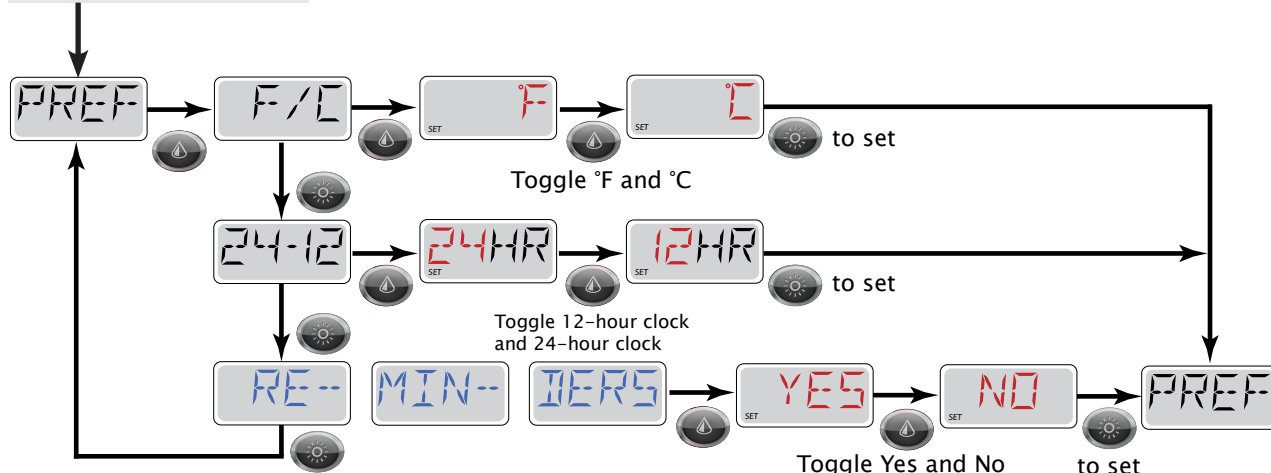 PREF
F/C
°F
SET
°C
SET
to set
Toggle °F and °C
24-12
24HR
SET
12HR
SET
to set
Toggle 12-hour clock
and 24-hour clock
RE-- MIN-- DERS
YES
SET
NO
SET
PREF
Toggle Yes and No
to set